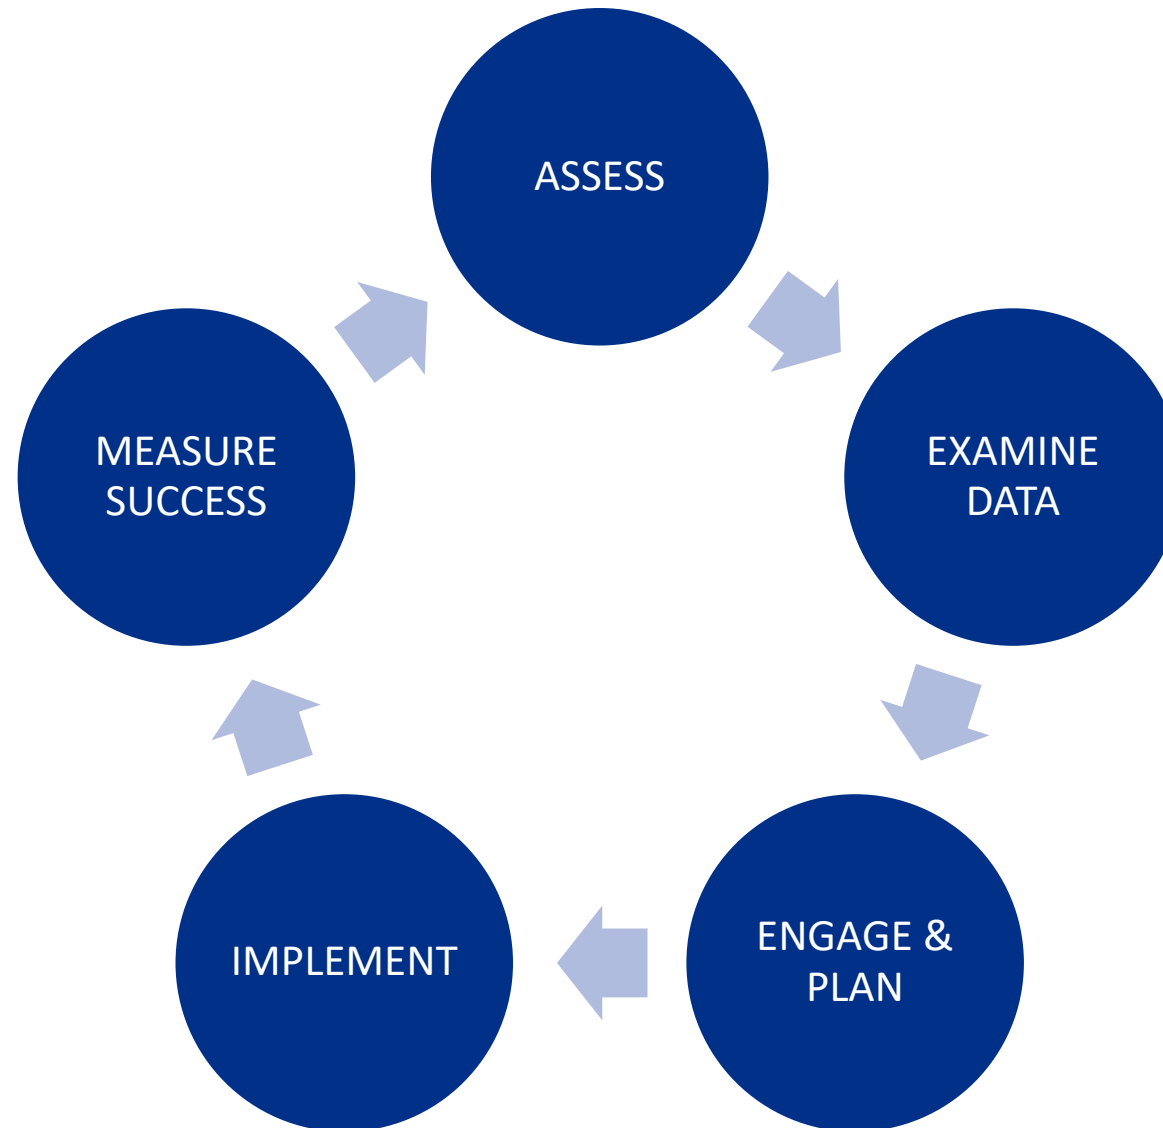 ASSESS
EXAMINE
DATA
ENGAGE &
PLAN
IMPLEMENT
MEASURE
SUCCESS